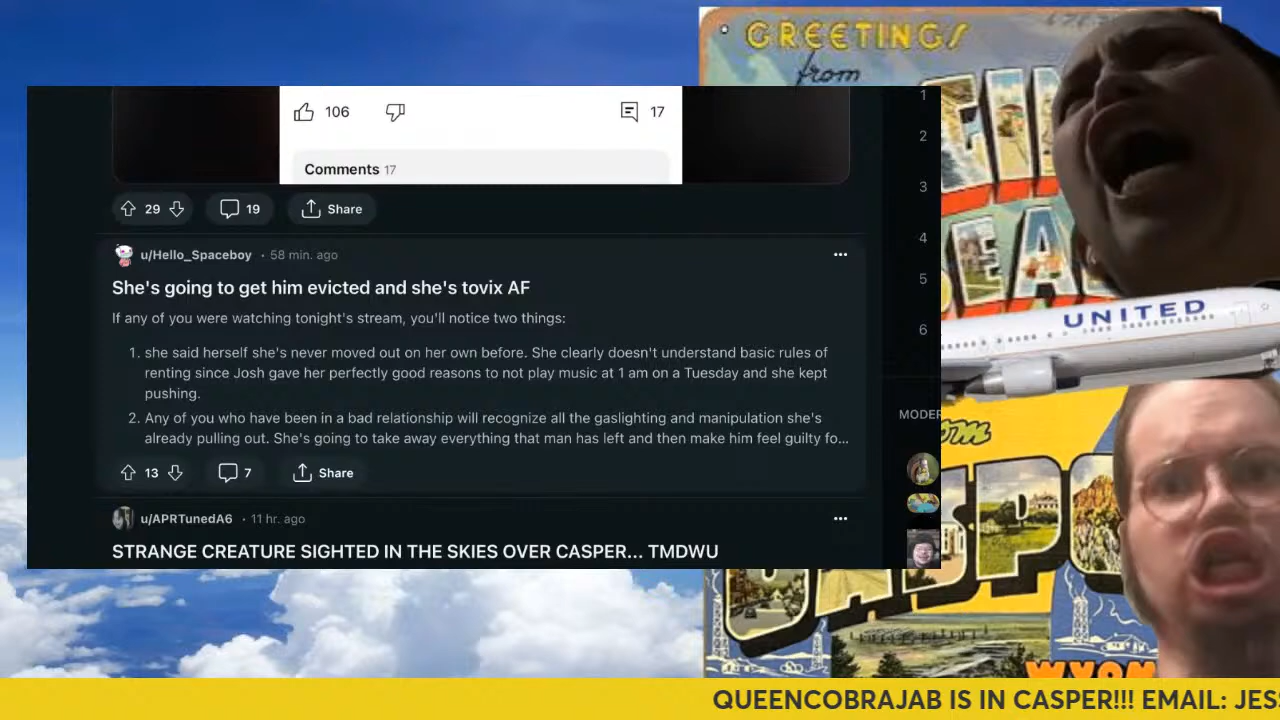 GREETINGS
from
106
17
1
Comments 17
2
3
29
19
Share
4
u/Hello_Spaceboy · 58 min. ago
5
She's going to get him evicted and she's tovix AF
UNITED
If any of you were watching tonight's stream, you'll notice two things:
6
1. she said herself she's never moved out on her own before. She clearly doesn't understand basic rules of
renting since Josh gave her perfectly good reasons to not play music at 1 am on a Tuesday and she kept
pushing.
2. Any of you who have been in a bad relationship will recognize all the gaslighting and manipulation she's
already pulling out. She's going to take away everything that man has left and then make him feel guilty fo...
MODER
13
7
Share
u/APRTunedA6 · 11 hr. ago
STRANGE CREATURE SIGHTED IN THE SKIES OVER CASPER... TMDWU
QUEENCOBRAJAB IS IN CASPER!!! EMAIL: JES